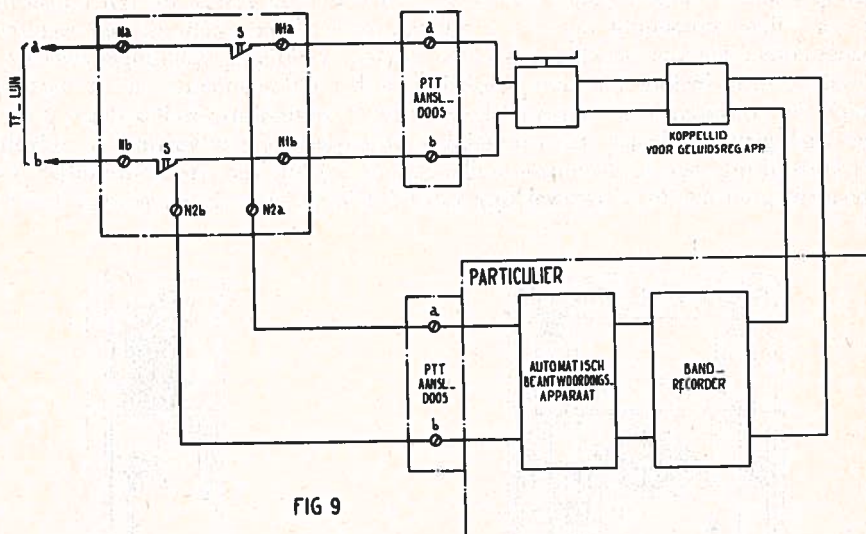 a
TF_LIJN
b
Na
S
N1a
Nb
S
N1b
N2b
N2a
a
PTT
AANSL_
DOOS
b
KOPPELLID
VOOR GELUIDSREG.APP.
PARTICULIER
a
PTT
AANSL_
DOOS
b
AUTOMATISCH
BEANTWOORDINGS_
APPARAAT
BAND_
RECORDER
FIG 9